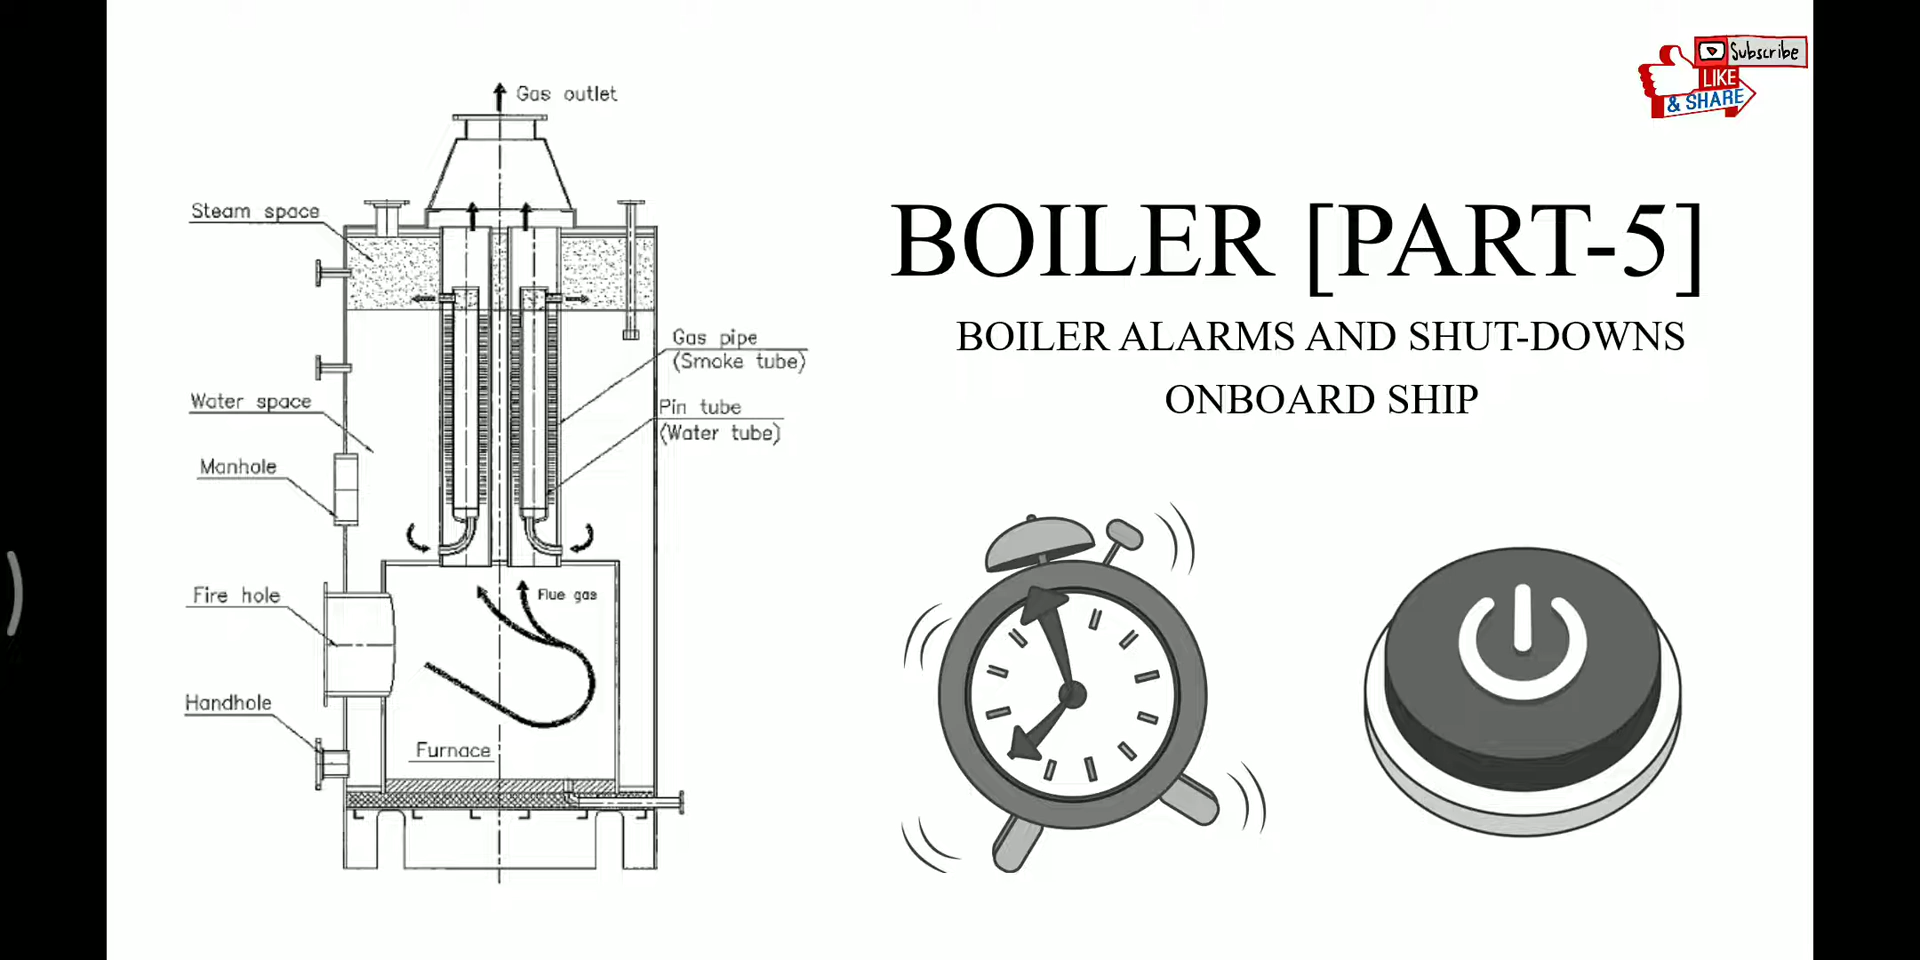 Subscribe
LIKE
& SHARE
Gas outlet
Steam space
Gas pipe
(Smoke tube)
Water space
Pin tube
(Water tube)
Manhole
Fire hole
Flue gas
Handhole
Furnace
BOILER [PART-5]
BOILER ALARMS AND SHUT-DOWNS
ONBOARD SHIP